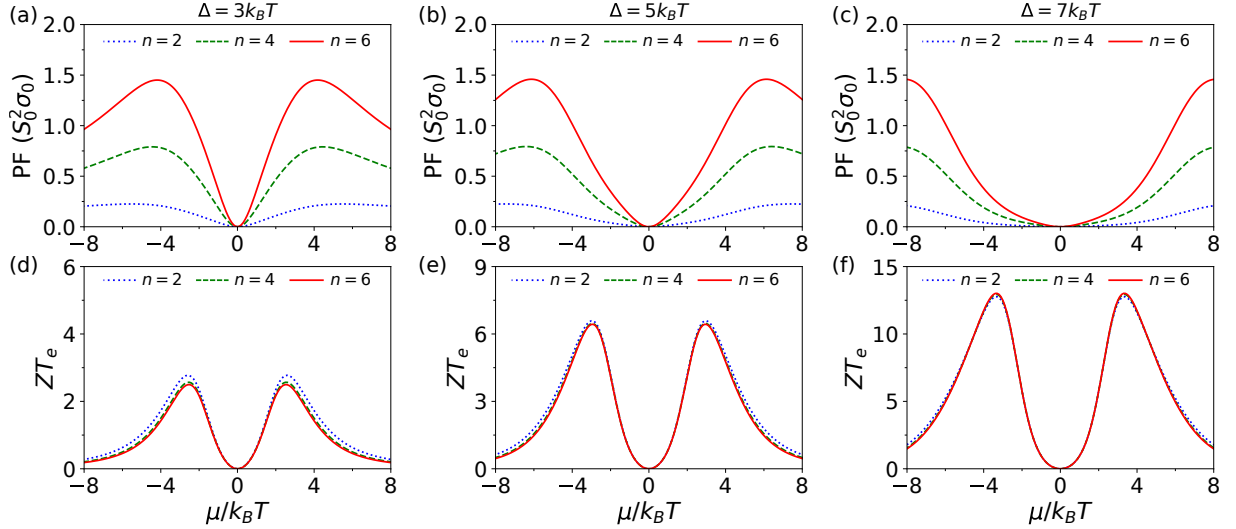 (a) Δ = 3k_BT
PF (S_0^2σ_0)
2.0
1.5
1.0
0.5
0.0
n = 2 n = 4 n = 6
−8 −4 0 4 8
(b) Δ = 5k_BT
PF (S_0^2σ_0)
2.0
1.5
1.0
0.5
0.0
n = 2 n = 4 n = 6
−8 −4 0 4 8
(c) Δ = 7k_BT
PF (S_0^2σ_0)
2.0
1.5
1.0
0.5
0.0
n = 2 n = 4 n = 6
−8 −4 0 4 8
(d)
ZT_e
6
4
2
0
n = 2 n = 4 n = 6
−8 −4 0 4 8
μ/k_BT
(e)
ZT_e
9
6
3
0
n = 2 n = 4 n = 6
−8 −4 0 4 8
μ/k_BT
(f)
ZT_e
15
10
5
0
n = 2 n = 4 n = 6
−8 −4 0 4 8
μ/k_BT